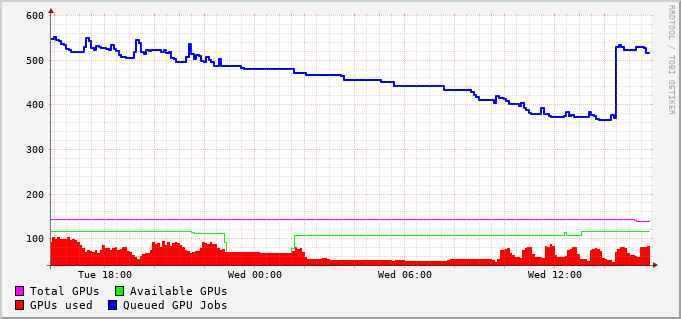 600
500
400
300
200
100
Tue 18:00 Wed 00:00 Wed 06:00 Wed 12:00
Total GPUs Available GPUs
GPUs used Queued GPU Jobs
RRDTOOL / TOBI OETIKER